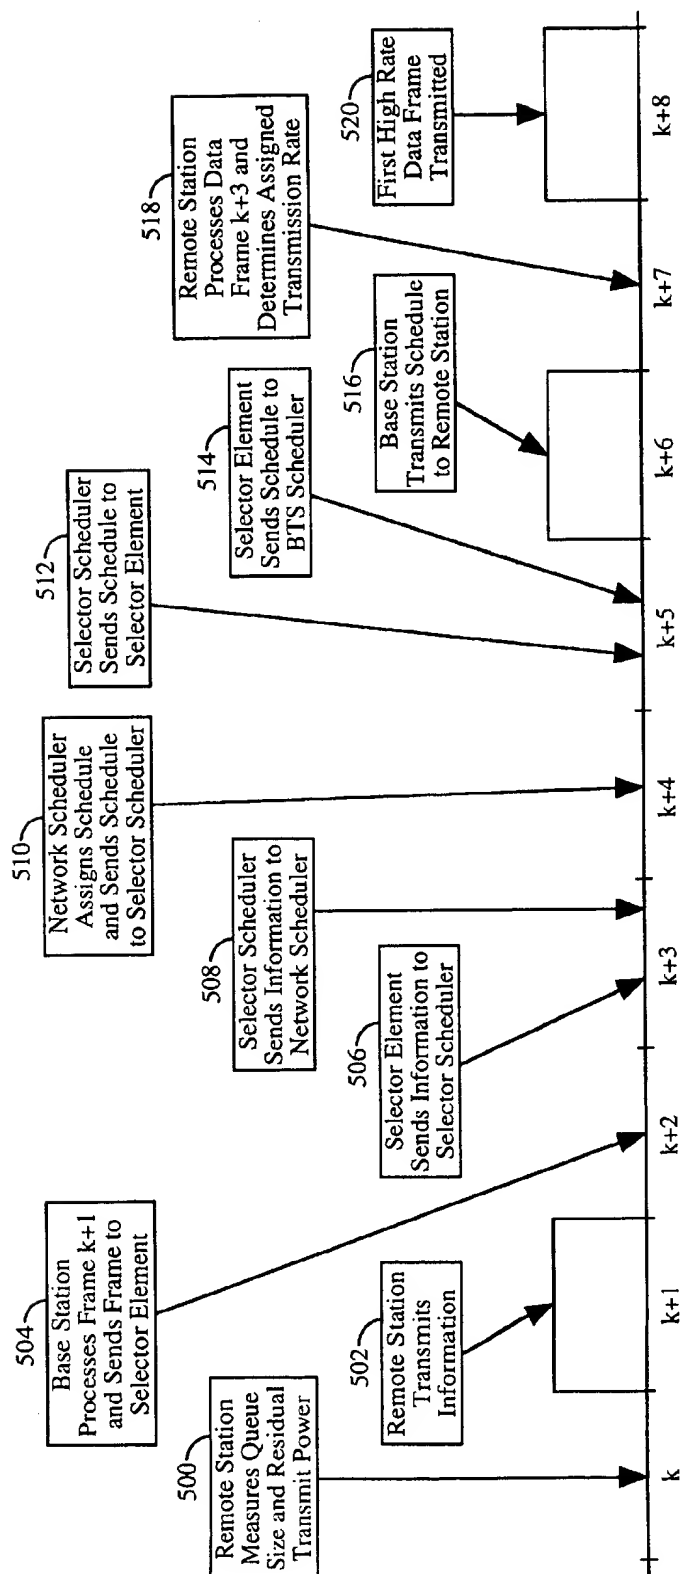 500
Remote Station
Measures Queue
Size and Residual
Transmit Power
502
Remote Station
Transmits
Information
504
Base Station
Processes Frame k+1
and Sends Frame to
Selector Element
506
Selector Element
Sends Information to
Selector Scheduler
508
Selector Scheduler
Sends Information to
Network Scheduler
510
Network Scheduler
Assigns Schedule
and Sends Schedule
to Selector Scheduler
512
Selector Scheduler
Sends Schedule to
Selector Element
514
Selector Element
Sends Schedule to
BTS Scheduler
516
Base Station
Transmits Schedule
to Remote Station
518
Remote Station
Processes Data
Frame k+3 and
Determines Assigned
Transmission Rate
520
First High Rate
Data Frame
Transmitted
k
k+1
k+2
k+3
k+4
k+5
k+6
k+7
k+8